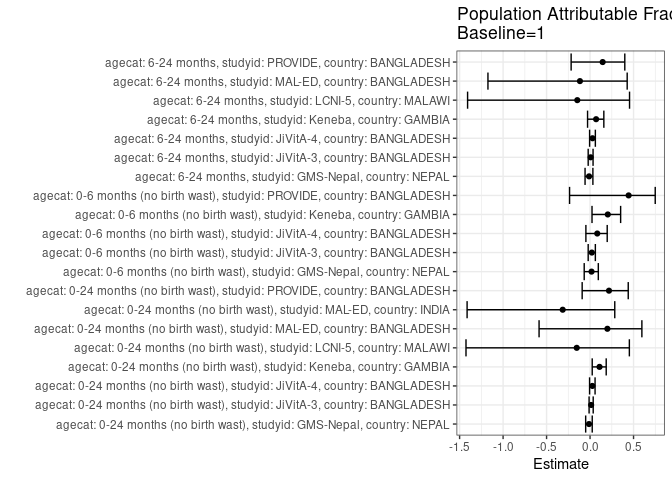 Population Attributable Frac
Baseline=1
agecat: 6-24 months, studyid: PROVIDE, country: BANGLADESH
agecat: 6-24 months, studyid: MAL-ED, country: BANGLADESH
agecat: 6-24 months, studyid: LCNI-5, country: MALAWI
agecat: 6-24 months, studyid: Keneba, country: GAMBIA
agecat: 6-24 months, studyid: JiVitA-4, country: BANGLADESH
agecat: 6-24 months, studyid: JiVitA-3, country: BANGLADESH
agecat: 6-24 months, studyid: GMS-Nepal, country: NEPAL
agecat: 0-6 months (no birth wast), studyid: PROVIDE, country: BANGLADESH
agecat: 0-6 months (no birth wast), studyid: Keneba, country: GAMBIA
agecat: 0-6 months (no birth wast), studyid: JiVitA-4, country: BANGLADESH
agecat: 0-6 months (no birth wast), studyid: JiVitA-3, country: BANGLADESH
agecat: 0-6 months (no birth wast), studyid: GMS-Nepal, country: NEPAL
agecat: 0-24 months (no birth wast), studyid: PROVIDE, country: BANGLADESH
agecat: 0-24 months (no birth wast), studyid: MAL-ED, country: INDIA
agecat: 0-24 months (no birth wast), studyid: MAL-ED, country: BANGLADESH
agecat: 0-24 months (no birth wast), studyid: LCNI-5, country: MALAWI
agecat: 0-24 months (no birth wast), studyid: Keneba, country: GAMBIA
agecat: 0-24 months (no birth wast), studyid: JiVitA-4, country: BANGLADESH
agecat: 0-24 months (no birth wast), studyid: JiVitA-3, country: BANGLADESH
agecat: 0-24 months (no birth wast), studyid: GMS-Nepal, country: NEPAL
-1.5 -1.0 -0.5 0.0 0.5
Estimate